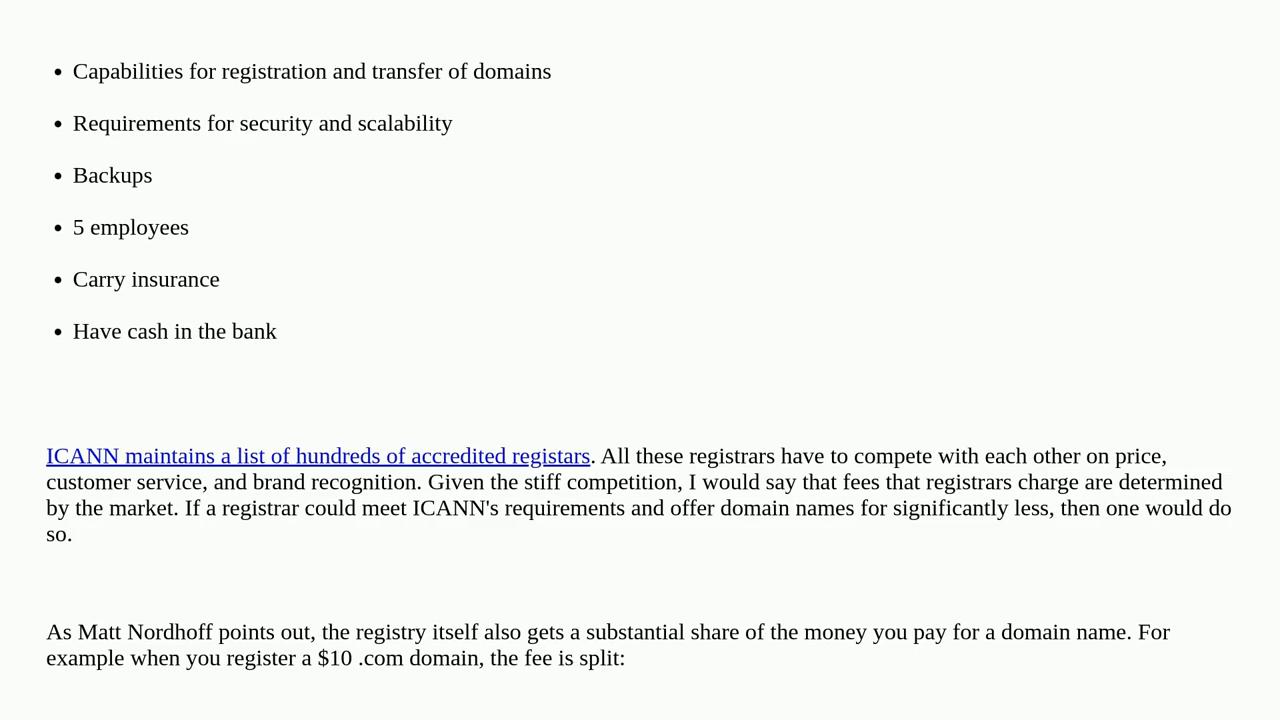 Capabilities for registration and transfer of domains
Requirements for security and scalability
Backups
5 employees
Carry insurance
Have cash in the bank
ICANN maintains a list of hundreds of accredited registars. All these registrars have to compete with each other on price,
customer service, and brand recognition. Given the stiff competition, I would say that fees that registrars charge are determined
by the market. If a registrar could meet ICANN's requirements and offer domain names for significantly less, then one would do
so.
As Matt Nordhoff points out, the registry itself also gets a substantial share of the money you pay for a domain name. For
example when you register a $10 .com domain, the fee is split: